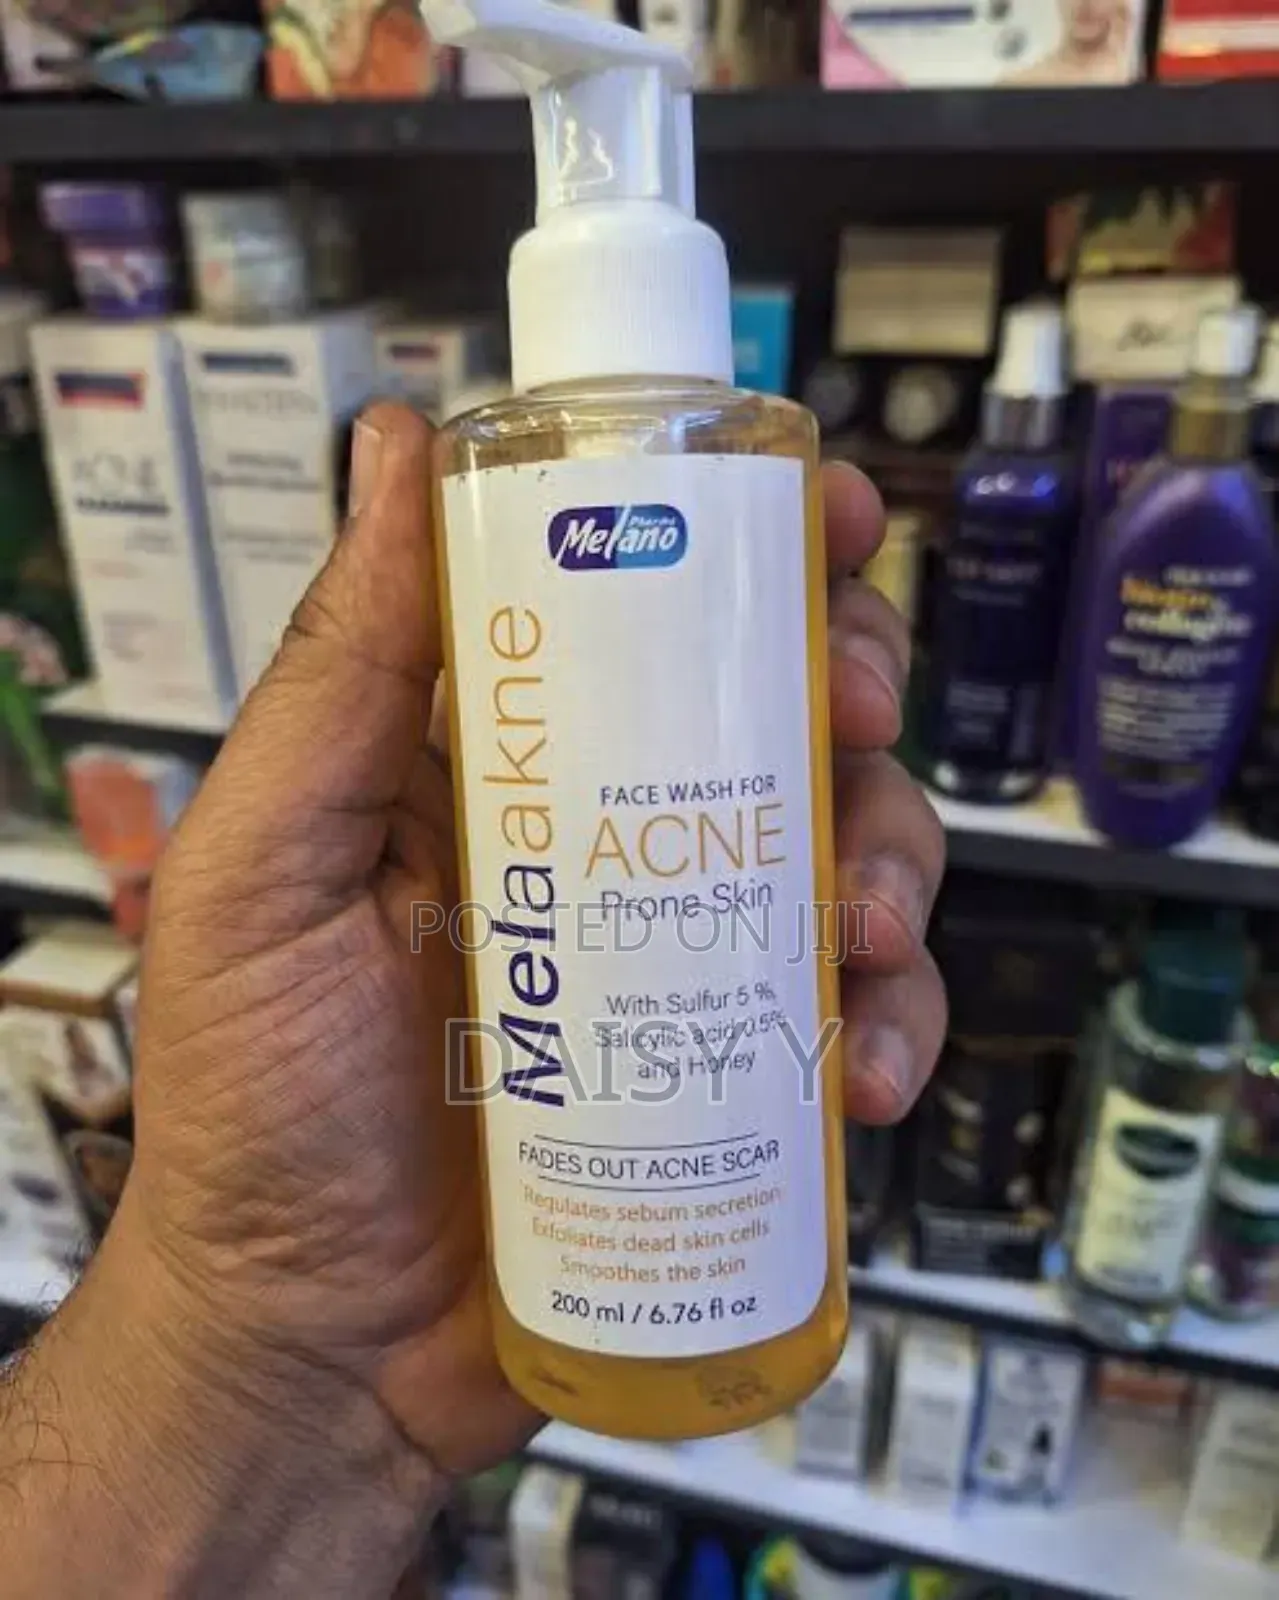 Pharma
Melano
Melaakne
FACE WASH FOR
ACNE
Prone Skin
POSTED ON JIJI
With Sulfur 5 %,
Salicylic acid 0.5%
and Honey
DAISY Y
FADES OUT ACNE SCAR
Regulates sebum secretion
Exfoliates dead skin cells
Smoothes the skin
200 ml / 6.76 fl oz
collagen